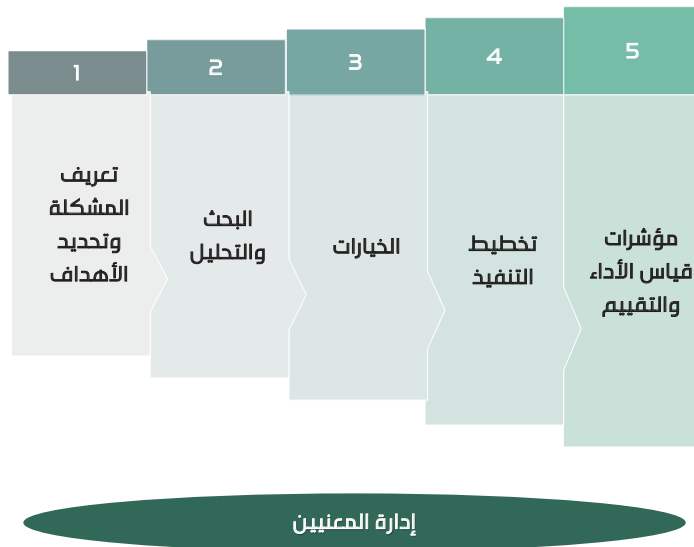 1
تعريف
المشكلة
وتحديد
الأهداف
2
البحث
والتحليل
3
الخيارات
4
تخطيط
التنفيذ
5
مؤشرات
قياس الأداء
والتقييم
إدارة المعنيين